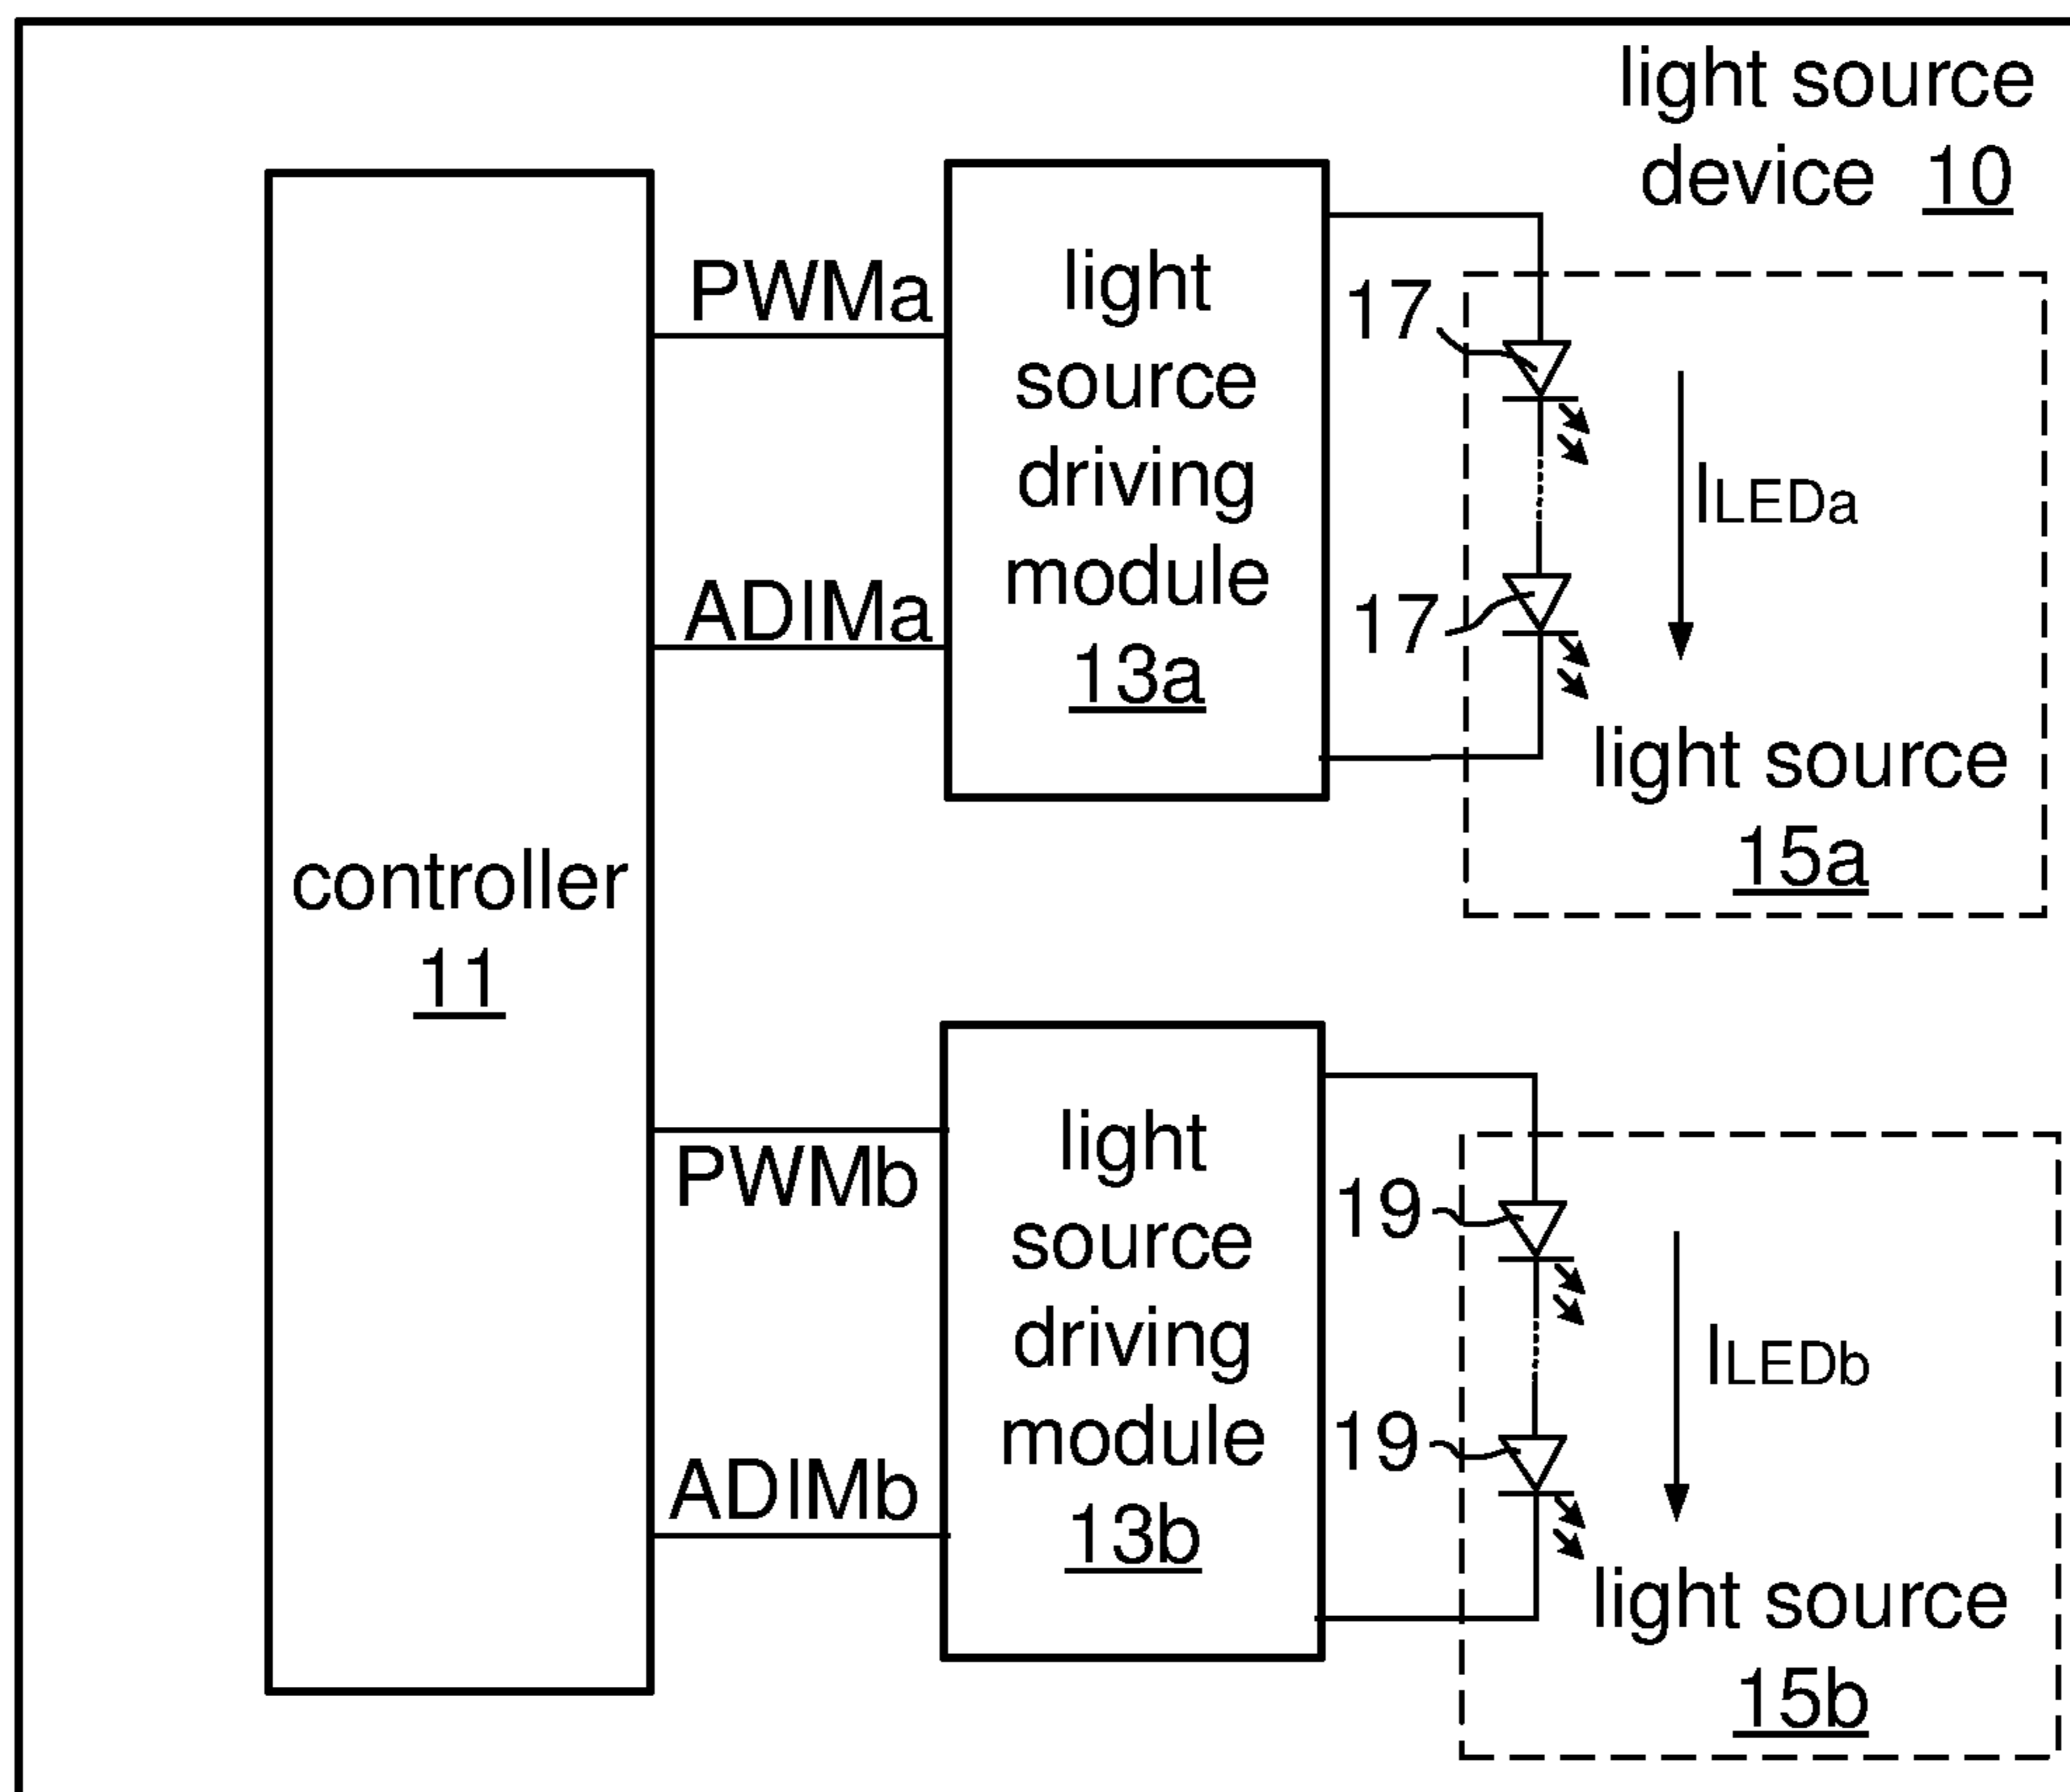 light source
device 10
controller
11
PWMa
ADIMa
light
source
driving
module
13a
17
17
ILEDa
light source
15a
PWMb
ADIMb
light
source
driving
module
13b
19
19
ILEDb
light source
15b